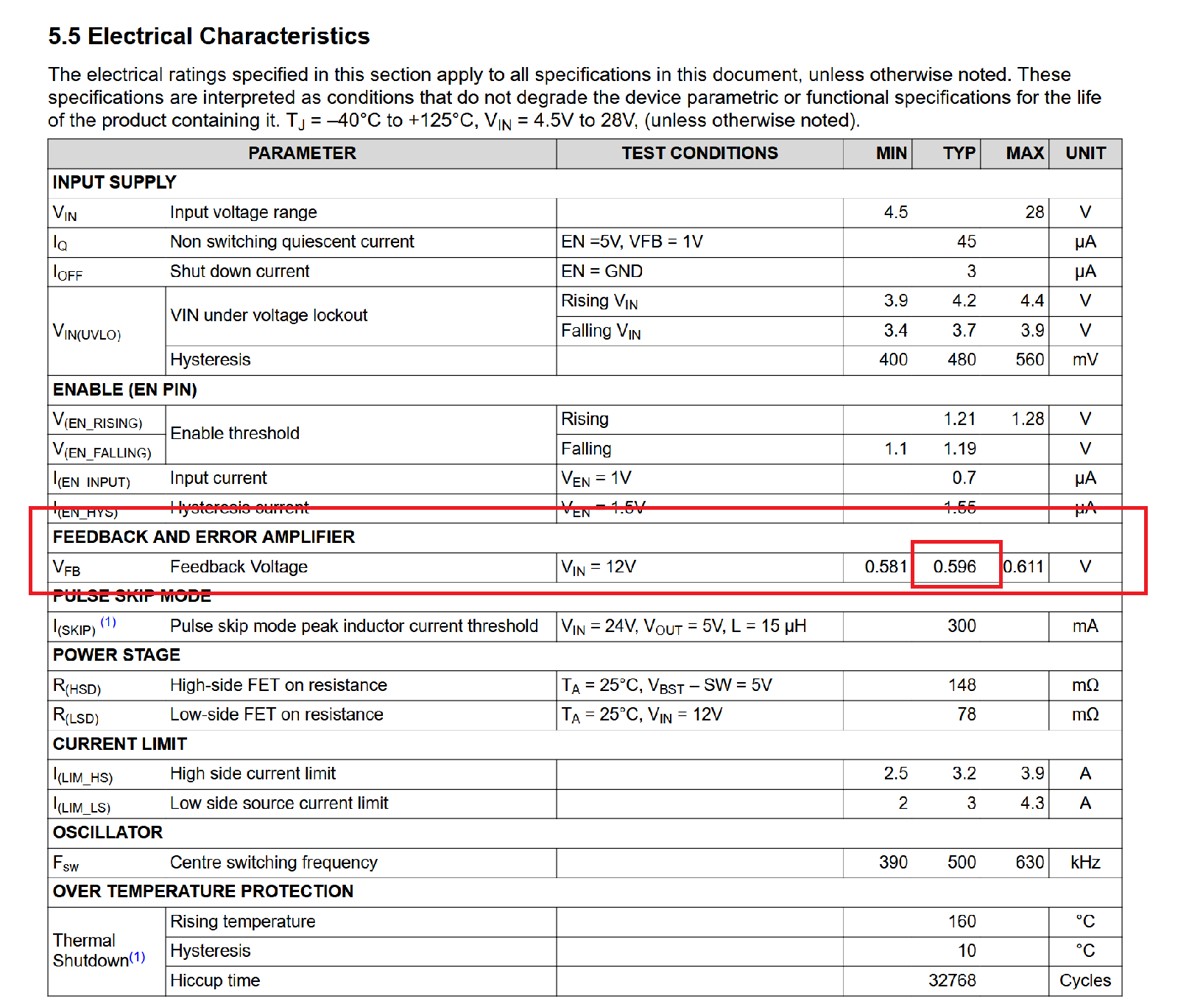 5.5 Electrical Characteristics
The electrical ratings specified in this section apply to all specifications in this document, unless otherwise noted. These
specifications are interpreted as conditions that do not degrade the device parametric or functional specifications for the life
of the product containing it. TJ = –40°C to +125°C, VIN = 4.5V to 28V, (unless otherwise noted).
PARAMETER TEST CONDITIONS MIN TYP MAX UNIT
INPUT SUPPLY
VIN Input voltage range 4.5 28 V
IQ Non switching quiescent current EN =5V, VFB = 1V 45 µA
IOFF Shut down current EN = GND 3 µA
VIN(UVLO) VIN under voltage lockout Rising VIN 3.9 4.2 4.4 V
Falling VIN 3.4 3.7 3.9 V
Hysteresis 400 480 560 mV
ENABLE (EN PIN)
V(EN_RISING) Enable threshold Rising 1.21 1.28 V
V(EN_FALLING) Falling 1.1 1.19 V
I(EN_INPUT) Input current VEN = 1V 0.7 µA
I(EN_HYS) Hysteresis current VEN = 1.5V 1.55 µA
FEEDBACK AND ERROR AMPLIFIER
VFB Feedback Voltage VIN = 12V 0.581 0.596 0.611 V
PULSE SKIP MODE
I(SKIP) (1) Pulse skip mode peak inductor current threshold VIN = 24V, VOUT = 5V, L = 15 µH 300 mA
POWER STAGE
R(HSD) High-side FET on resistance TA = 25°C, VBST – SW = 5V 148 mΩ
R(LSD) Low-side FET on resistance TA = 25°C, VIN = 12V 78 mΩ
CURRENT LIMIT
I(LIM_HS) High side current limit 2.5 3.2 3.9 A
I(LIM_LS) Low side source current limit 2 3 4.3 A
OSCILLATOR
Fsw Centre switching frequency 390 500 630 kHz
OVER TEMPERATURE PROTECTION
Thermal Shutdown(1) Rising temperature 160 °C
Hysteresis 10 °C
Hiccup time 32768 Cycles